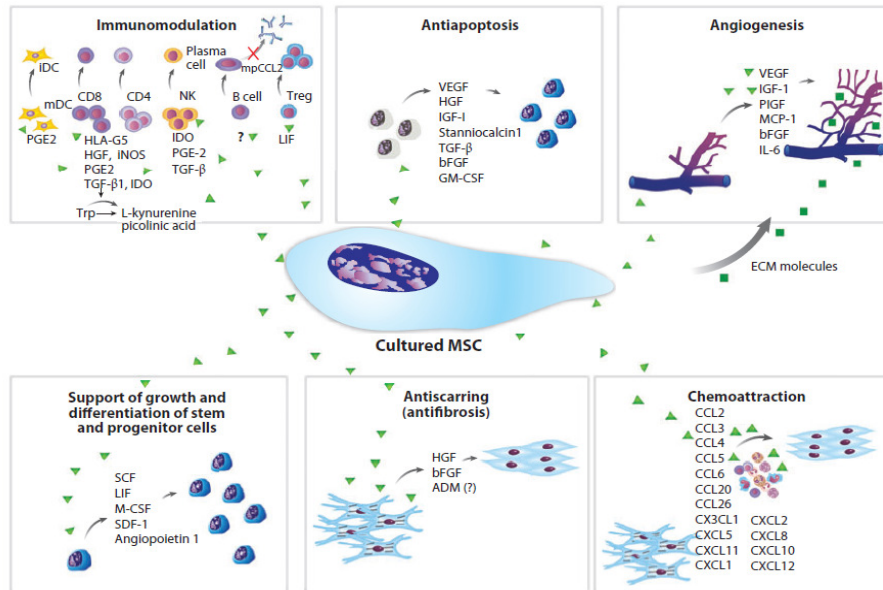 Immunomodulation
iDC
mDC
PGE2
CD8
HLA-G5
HGF, iNOS
PGE2
TGF-β1, IDO
Trp
L-kynurenine
picolinic acid
CD4
Plasma
cell
NK
IDO
PGE-2
TGF-β
mpCCL2
B cell
?
Treg
LIF
Antiapoptosis
VEGF
HGF
IGF-I
Stanniocalcin1
TGF-β
bFGF
GM-CSF
Angiogenesis
VEGF
IGF-1
PIGF
MCP-1
bFGF
IL-6
ECM molecules
Cultured MSC
Support of growth and
differentiation of stem
and progenitor cells
SCF
LIF
M-CSF
SDF-1
Angiopoietin 1
Antiscarring
(antifibrosis)
HGF
bFGF
ADM (?)
Chemoattraction
CCL2
CCL3
CCL4
CCL5
CCL6
CCL20
CCL26
CX3CL1 CXCL2
CXCL5 CXCL8
CXCL11 CXCL10
CXCL1 CXCL12